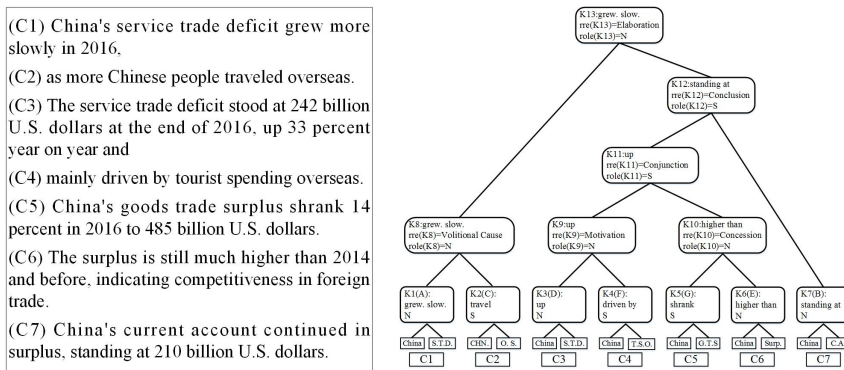 (C1) China's service trade deficit grew more
slowly in 2016,
(C2) as more Chinese people traveled overseas.
(C3) The service trade deficit stood at 242 billion
U.S. dollars at the end of 2016, up 33 percent
year on year and
(C4) mainly driven by tourist spending overseas.
(C5) China's goods trade surplus shrank 14
percent in 2016 to 485 billion U.S. dollars.
(C6) The surplus is still much higher than 2014
and before, indicating competitiveness in foreign
trade.
(C7) China's current account continued in
surplus, standing at 210 billion U.S. dollars.
K13:grew. slow.
rre(K13)=Elaboration
role(K13)=N
K12:standing at
rre(K12)=Conclusion
role(K12)=S
K11:up
rre(K11)=Conjunction
role(K11)=S
K8:grew. slow.
rre(K8)=Volitional Cause
role(K8)=N
K9:up
rre(K9)=Motivation
role(K9)=N
K10:higher than
rre(K10)=Concession
role(K10)=N
K1(A):
grew. slow.
N
K2(C):
travel
S
K3(D):
up
N
K4(F):
driven by
S
K5(G):
shrank
S
K6(E):
higher than
N
K7(B):
standing at
N
China S.T.D. CHN. O. S. China S.T.D. China T.S.O. China G.T.S China Surp. China C.A
C1 C2 C3 C4 C5 C6 C7